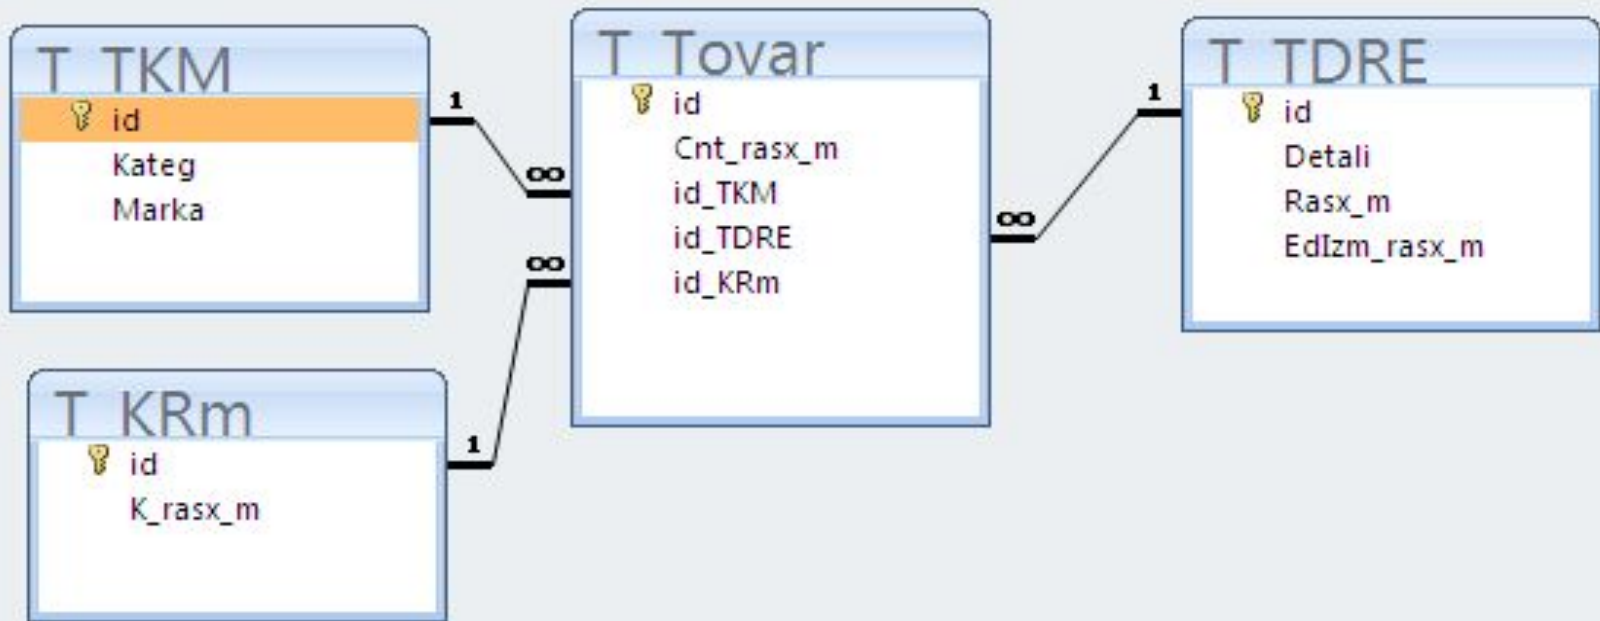 T_TKM
id
Kateg
Marka
1
∞
T_Tovar
id
Cnt_rasx_m
id_TKM
id_TDRE
id_KRm
∞
1
T_TDRE
id
Detali
Rasx_m
EdIzm_rasx_m
1
∞
T_KRm
id
K_rasx_m